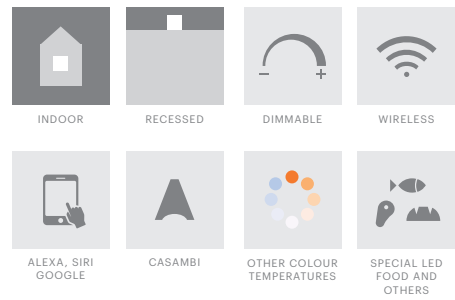 INDOOR
RECESSED
DIMMABLE
WIRELESS
ALEXA, SIRI
GOOGLE
CASAMBI
OTHER COLOUR
TEMPERATURES
SPECIAL LED
FOOD AND
OTHERS